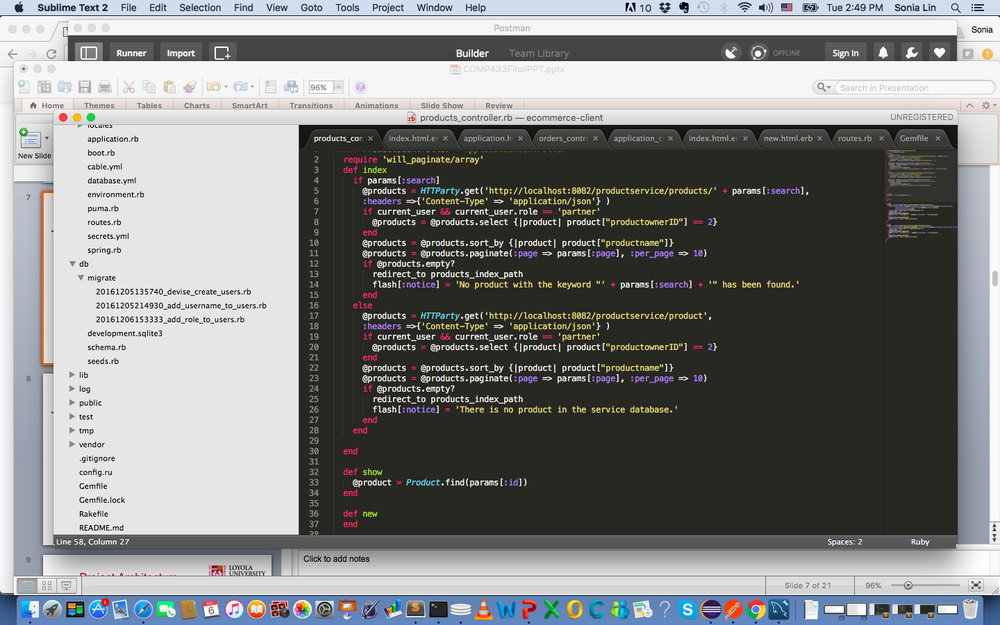 Sublime Text 2 File Edit Selection Find View Goto Tools Project Window Help 10 Tue 2:49 PM Sonia Lin
Sonia
Postman
Runner Import Builder Team Library OFFLINE Sign In
COMP433FinalPPT.pptx
96% Search in Presentation
Home Themes Tables Charts SmartArt Transitions Animations Slide Show Review
products_controller.rb — ecommerce-client UNREGISTERED
New Slide
7
8
9
locales
application.rb
boot.rb
cable.yml
database.yml
environment.rb
puma.rb
routes.rb
secrets.yml
spring.rb
db
migrate
20161205135740_devise_create_users.rb
20161205214930_add_username_to_users.rb
20161206153333_add_role_to_users.rb
development.sqlite3
schema.rb
seeds.rb
lib
log
public
test
tmp
vendor
.gitignore
config.ru
Gemfile
Gemfile.lock
Rakefile
README.md
products_con × index.html.er × application.h × orders_contr × application_c × index.html.er × new.html.erb × routes.rb × Gemfile ×
2 require 'will_paginate/array'
3 def index
4 if params[:search]
5 @products = HTTParty.get('http://localhost:8082/productservice/products/' + params[:search],
6 :headers =>{'Content-Type' => 'application/json'} )
7 if current_user && current_user.role == 'partner'
8 @products = @products.select {|product| product["productownerID"] == 2}
9 end
10 @products = @products.sort_by {|product| product["productname"]}
11 @products = @products.paginate(:page => params[:page], :per_page => 10)
12 if @products.empty?
13 redirect_to products_index_path
14 flash[:notice] = 'No product with the keyword "' + params[:search] + '" has been found.'
15 end
16 else
17 @products = HTTParty.get('http://localhost:8082/productservice/product',
18 :headers =>{'Content-Type' => 'application/json'} )
19 if current_user && current_user.role == 'partner'
20 @products = @products.select {|product| product["productownerID"] == 2}
21 end
22 @products = @products.sort_by {|product| product["productname"]}
23 @products = @products.paginate(:page => params[:page], :per_page => 10)
24 if @products.empty?
25 redirect_to products_index_path
26 flash[:notice] = 'There is no product in the service database.'
27 end
28 end
29
30 end
31
32 def show
33 @product = Product.find(params[:id])
34 end
35
36 def new
37 end
38
Line 58, Column 27 Spaces: 2 Ruby
Click to add notes
Project Architecture LOYOLA
UNIVERSITY
Slide 7 of 21 96%
1
DEC
6